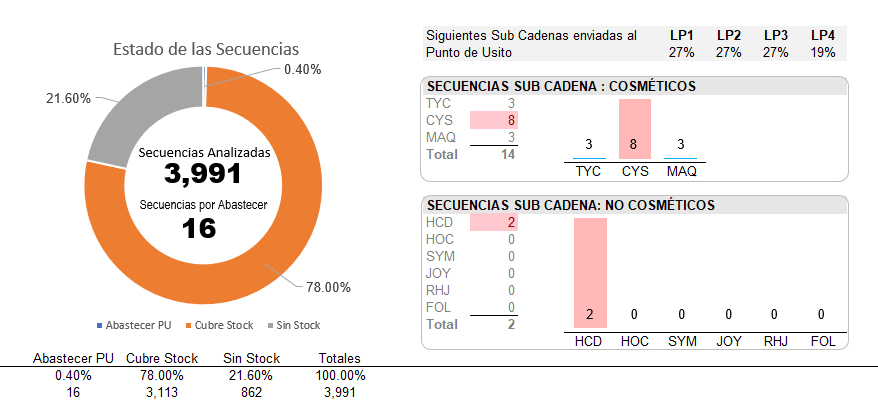 Estado de las Secuencias
0.40%
21.60%
Secuencias Analizadas
3,991
Secuencias por Abastecer
16
78.00%
Abastecer PU Cubre Stock Sin Stock
Abastecer PU Cubre Stock Sin Stock Totales
0.40% 78.00% 21.60% 100.00%
16 3,113 862 3,991
Siguientes Sub Cadenas enviadas al LP1 LP2 LP3 LP4
Punto de Usito 27% 27% 27% 19%
SECUENCIAS SUB CADENA : COSMÉTICOS
TYC 3
CYS 8
MAQ 3
Total 14
3 8 3
TYC CYS MAQ
SECUENCIAS SUB CADENA: NO COSMÉTICOS
HCD 2
HOC 0
SYM 0
JOY 0
RHJ 0
FOL 0
Total 2
2 0 0 0 0 0
HCD HOC SYM JOY RHJ FOL